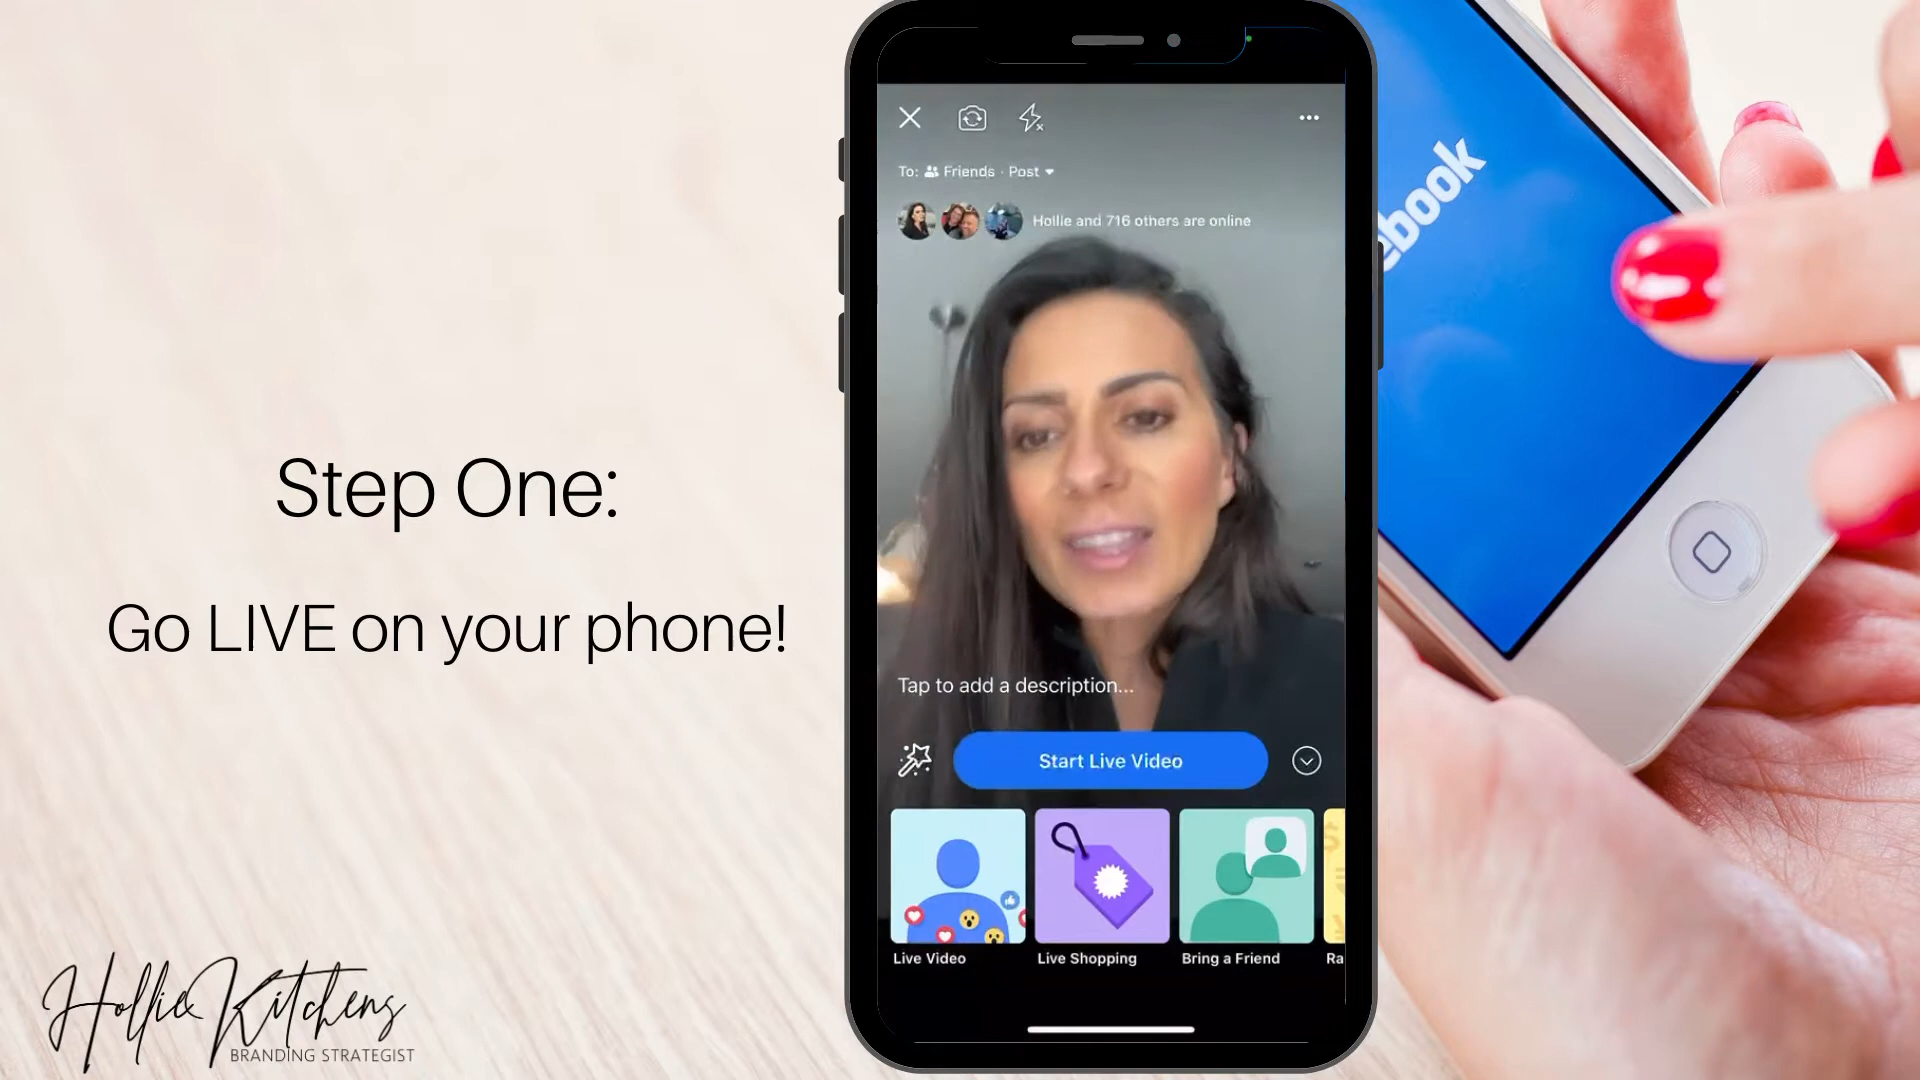 Step One:
Go LIVE on your phone!
Hollie Kitchens
BRANDING STRATEGIST
To: Friends · Post
Hollie and 716 others are online
Tap to add a description...
Start Live Video
Live Video
Live Shopping
Bring a Friend
Ra
ebook